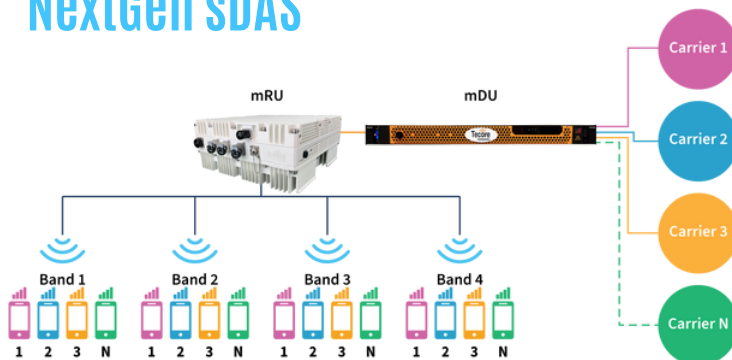 NextGen sDAS
mRU
mDU
Tecore
Carrier 1
Carrier 2
Carrier 3
Carrier N
Band 1
Band 2
Band 3
Band 4
1 2 3 N
1 2 3 N
1 2 3 N
1 2 3 N